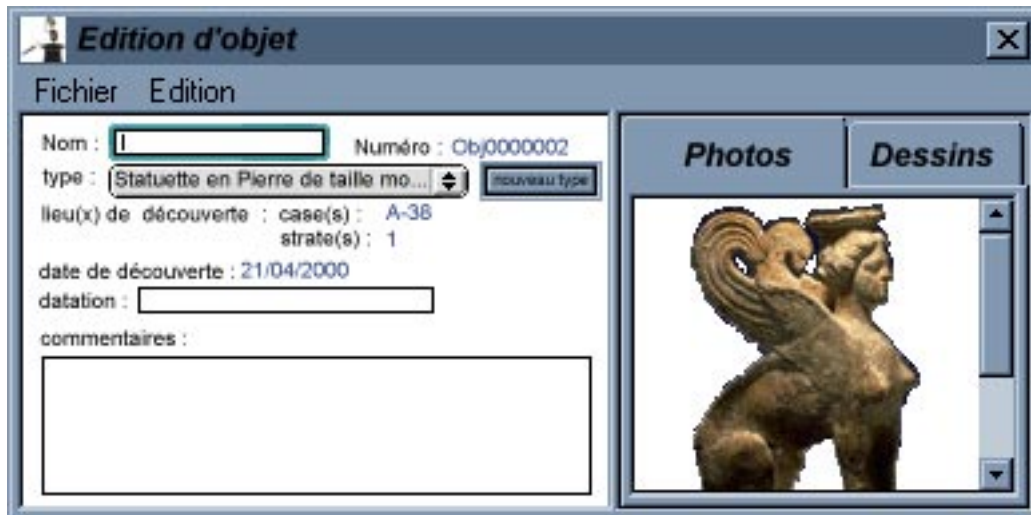 Edition d'objet
Fichier Edition
Nom :
Numéro : Obj0000002
type : Statuette en Pierre de taille mo... nouveau type
lieu(x) de découverte : case(s) : A-38
strate(s) : 1
date de découverte : 21/04/2000
datation :
commentaires :
Photos Dessins